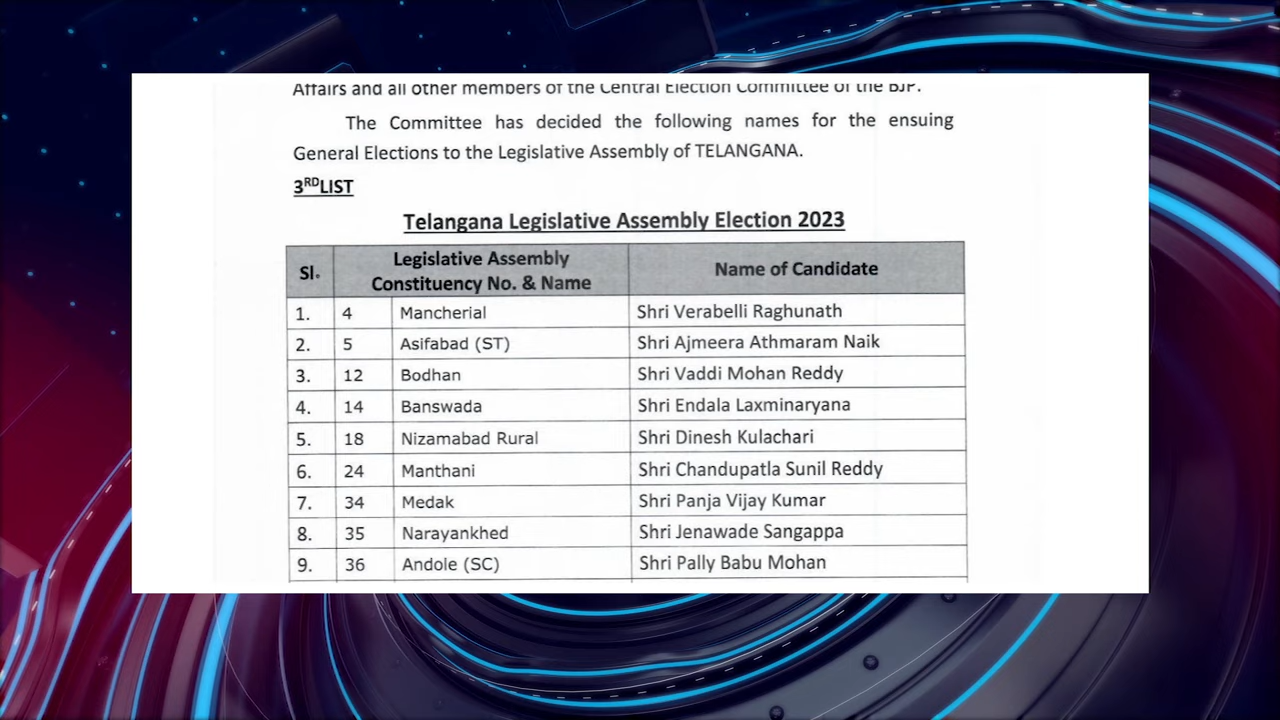 Affairs and all other members of the Central Election Committee of the BJP.
The Committee has decided the following names for the ensuing
General Elections to the Legislative Assembly of TELANGANA.
3RDLIST
Telangana Legislative Assembly Election 2023
Sl. Legislative Assembly Constituency No. & Name Name of Candidate
1. 4 Mancherial Shri Verabelli Raghunath
2. 5 Asifabad (ST) Shri Ajmeera Athmaram Naik
3. 12 Bodhan Shri Vaddi Mohan Reddy
4. 14 Banswada Shri Endala Laxminaryana
5. 18 Nizamabad Rural Shri Dinesh Kulachari
6. 24 Manthani Shri Chandupatla Sunil Reddy
7. 34 Medak Shri Panja Vijay Kumar
8. 35 Narayankhed Shri Jenawade Sangappa
9. 36 Andole (SC) Shri Pally Babu Mohan